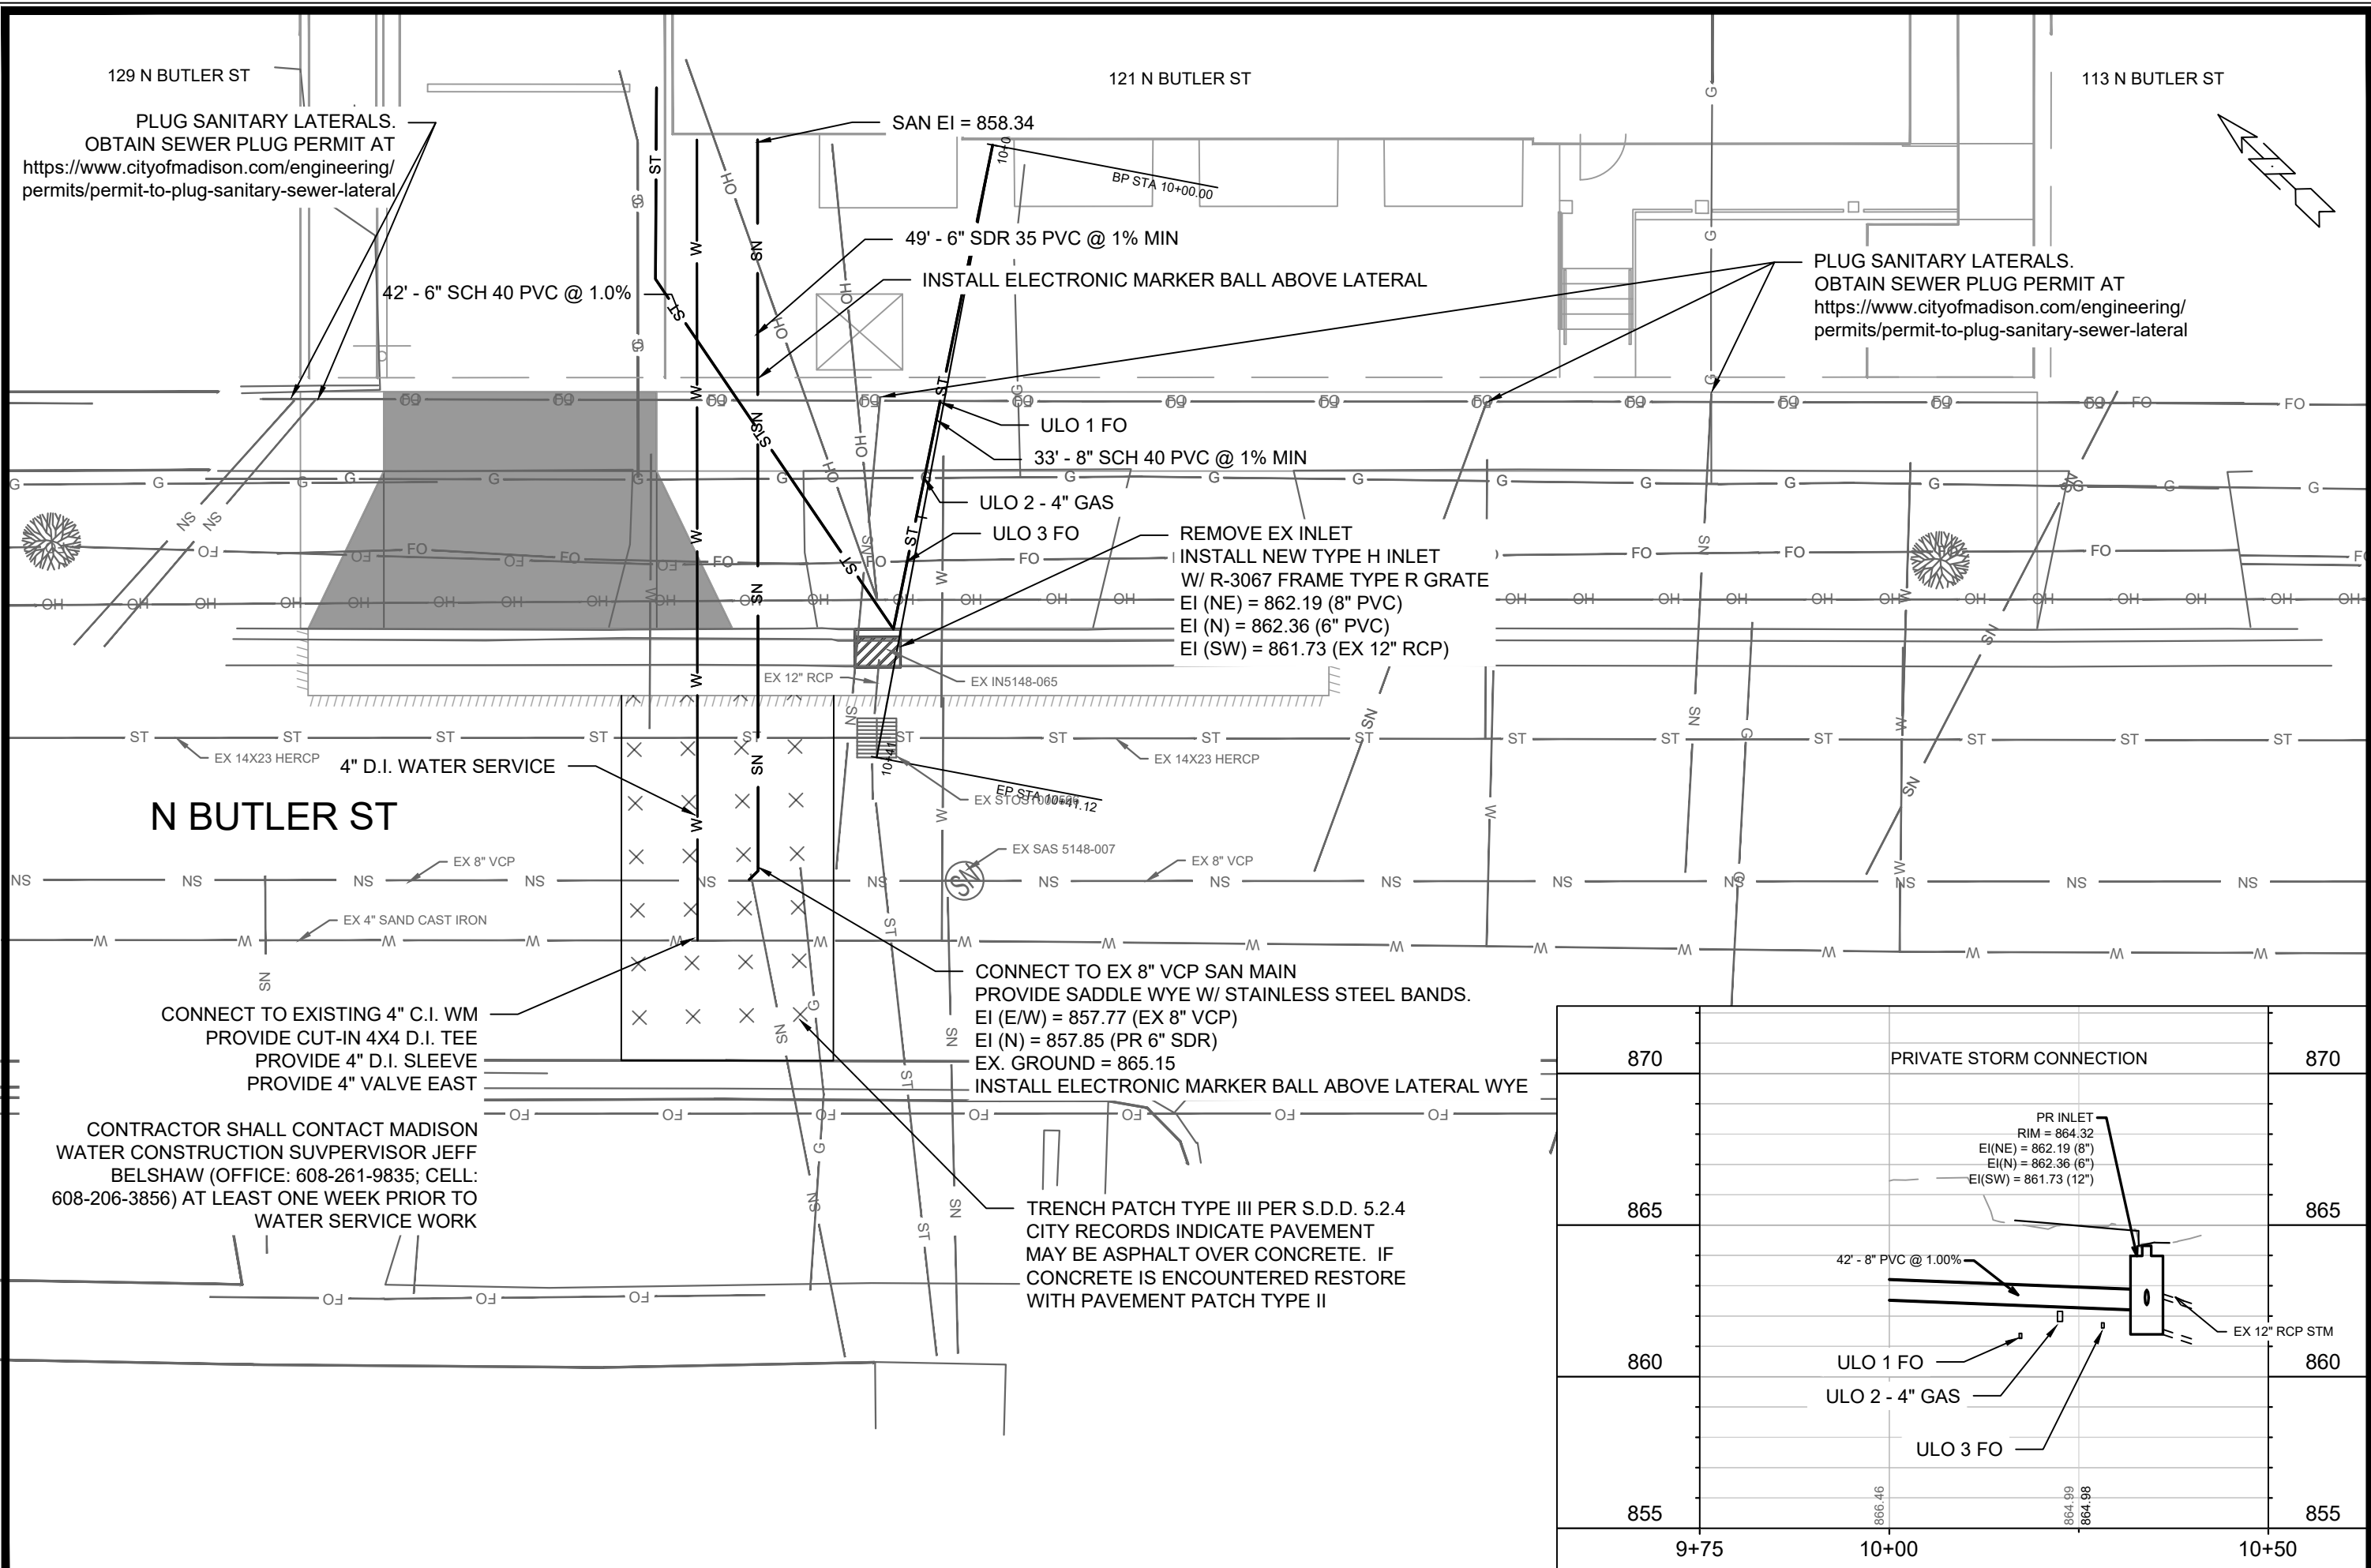 129 N BUTLER ST
121 N BUTLER ST
113 N BUTLER ST
PLUG SANITARY LATERALS.
OBTAIN SEWER PLUG PERMIT AT
https://www.cityofmadison.com/engineering/
permits/permit-to-plug-sanitary-sewer-lateral
SAN EI = 858.34
BP STA 10+00.00
49' - 6" SDR 35 PVC @ 1% MIN
INSTALL ELECTRONIC MARKER BALL ABOVE LATERAL
42' - 6" SCH 40 PVC @ 1.0%
PLUG SANITARY LATERALS.
OBTAIN SEWER PLUG PERMIT AT
https://www.cityofmadison.com/engineering/
permits/permit-to-plug-sanitary-sewer-lateral
ULO 1 FO
33' - 8" SCH 40 PVC @ 1% MIN
ULO 2 - 4" GAS
ULO 3 FO
REMOVE EX INLET
INSTALL NEW TYPE H INLET
W/ R-3067 FRAME TYPE R GRATE
EI (NE) = 862.19 (8" PVC)
EI (N) = 862.36 (6" PVC)
EI (SW) = 861.73 (EX 12" RCP)
EX 12" RCP
EX IN5148-065
EX 14X23 HERCP
EX 14X23 HERCP
4" D.I. WATER SERVICE
10+41
EP STA 10+41.12
N BUTLER ST
EX SAS 5148-007
EX 8" VCP
EX 8" VCP
EX 4" SAND CAST IRON
CONNECT TO EXISTING 4" C.I. WM
PROVIDE CUT-IN 4X4 D.I. TEE
PROVIDE 4" D.I. SLEEVE
PROVIDE 4" VALVE EAST
CONTRACTOR SHALL CONTACT MADISON
WATER CONSTRUCTION SUVPERVISOR JEFF
BELSHAW (OFFICE: 608-261-9835; CELL:
608-206-3856) AT LEAST ONE WEEK PRIOR TO
WATER SERVICE WORK
CONNECT TO EX 8" VCP SAN MAIN
PROVIDE SADDLE WYE W/ STAINLESS STEEL BANDS.
EI (E/W) = 857.77 (EX 8" VCP)
EI (N) = 857.85 (PR 6" SDR)
EX. GROUND = 865.15
INSTALL ELECTRONIC MARKER BALL ABOVE LATERAL WYE
TRENCH PATCH TYPE III PER S.D.D. 5.2.4
CITY RECORDS INDICATE PAVEMENT
MAY BE ASPHALT OVER CONCRETE. IF
CONCRETE IS ENCOUNTERED RESTORE
WITH PAVEMENT PATCH TYPE II
PRIVATE STORM CONNECTION
870
870
PR INLET
RIM = 864.32
EI(NE) = 862.19 (8")
EI(N) = 862.36 (6")
EI(SW) = 861.73 (12")
865
865
42' - 8" PVC @ 1.00%
EX 12" RCP STM
ULO 1 FO
860
860
ULO 2 - 4" GAS
ULO 3 FO
866.46
864.99
864.98
855
855
9+75
10+00
10+50